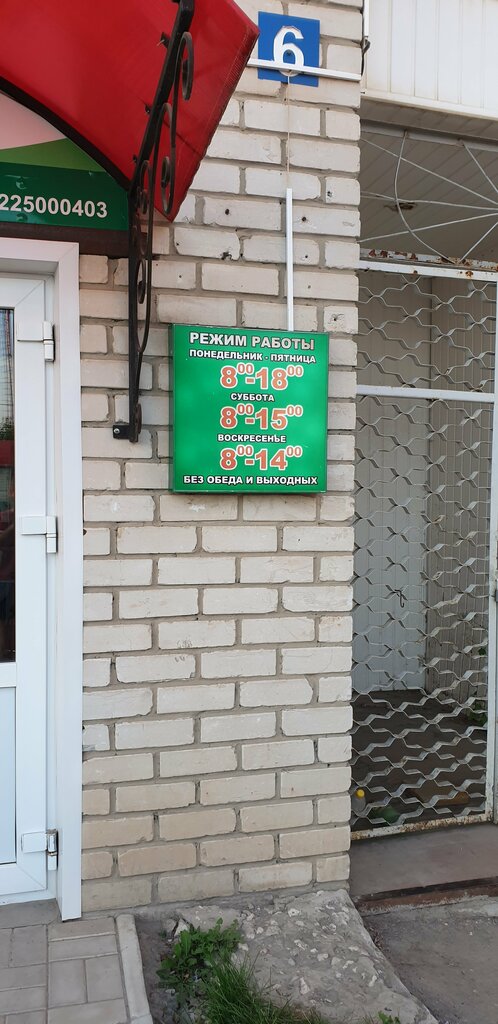 6
225000403
РЕЖИМ РАБОТЫ
ПОНЕДЕЛЬНИК - ПЯТНИЦА
8⁰⁰-18⁰⁰
СУББОТА
8⁰⁰-15⁰⁰
ВОСКРЕСЕНЬЕ
8⁰⁰-14⁰⁰
БЕЗ ОБЕДА И ВЫХОДНЫХ